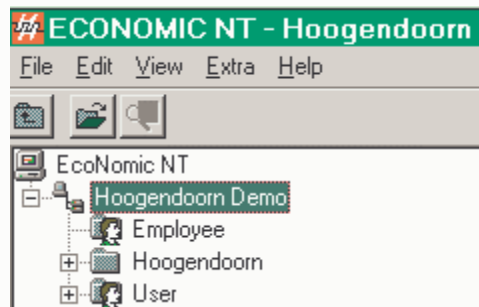 ECONOMIC NT - Hoogendoorn
File Edit View Extra Help
EcoNomic NT
Hoogendoorn Demo
Employee
Hoogendoorn
User